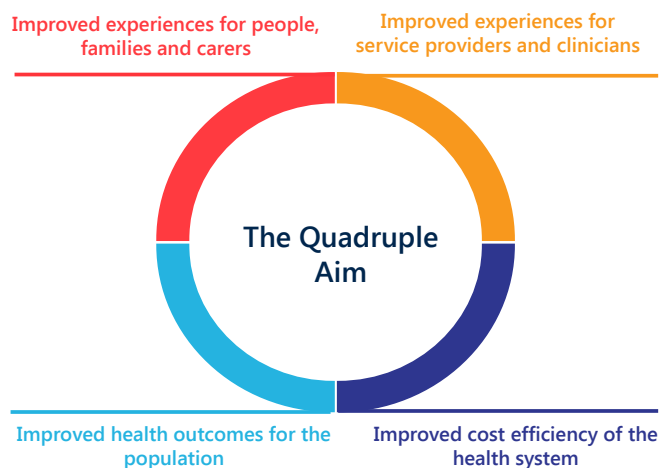 Improved experiences for people,
families and carers
Improved experiences for
service providers and clinicians
The Quadruple
Aim
Improved health outcomes for the
population
Improved cost efficiency of the
health system